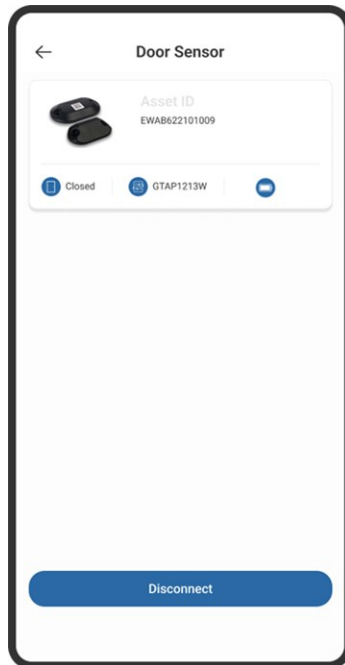 Door Sensor
Asset ID
EWAB622101009
Closed
GTAP1213W
Disconnect